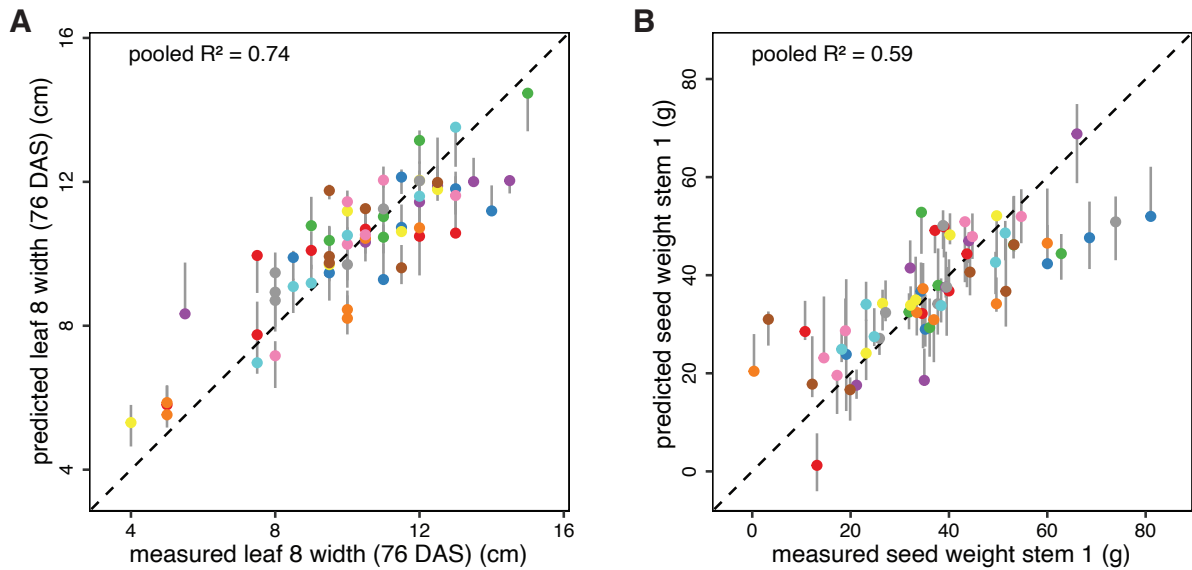 A
pooled R² = 0.74
16
12
8
4
predicted leaf 8 width (76 DAS) (cm)
4 8 12 16
measured leaf 8 width (76 DAS) (cm)
B
pooled R² = 0.59
80
60
40
20
0
predicted seed weight stem 1 (g)
0 20 40 60 80
measured seed weight stem 1 (g)